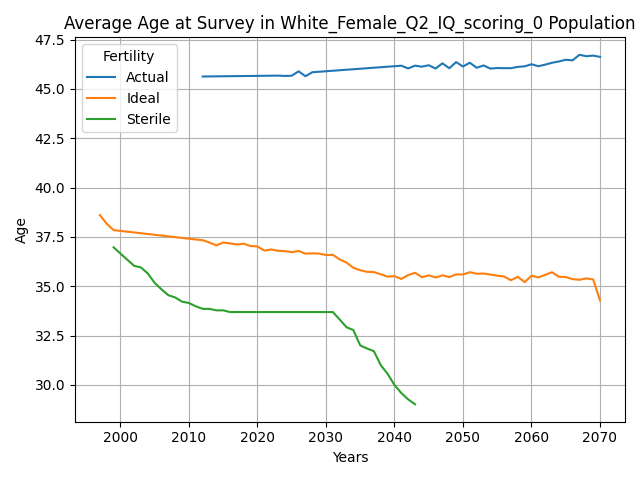 Average Age at Survey in White_Female_Q2_IQ_scoring_0 Population
47.5
45.0
42.5
40.0
37.5
35.0
32.5
30.0
Age
Fertility
Actual
Ideal
Sterile
2000 2010 2020 2030 2040 2050 2060 2070
Years